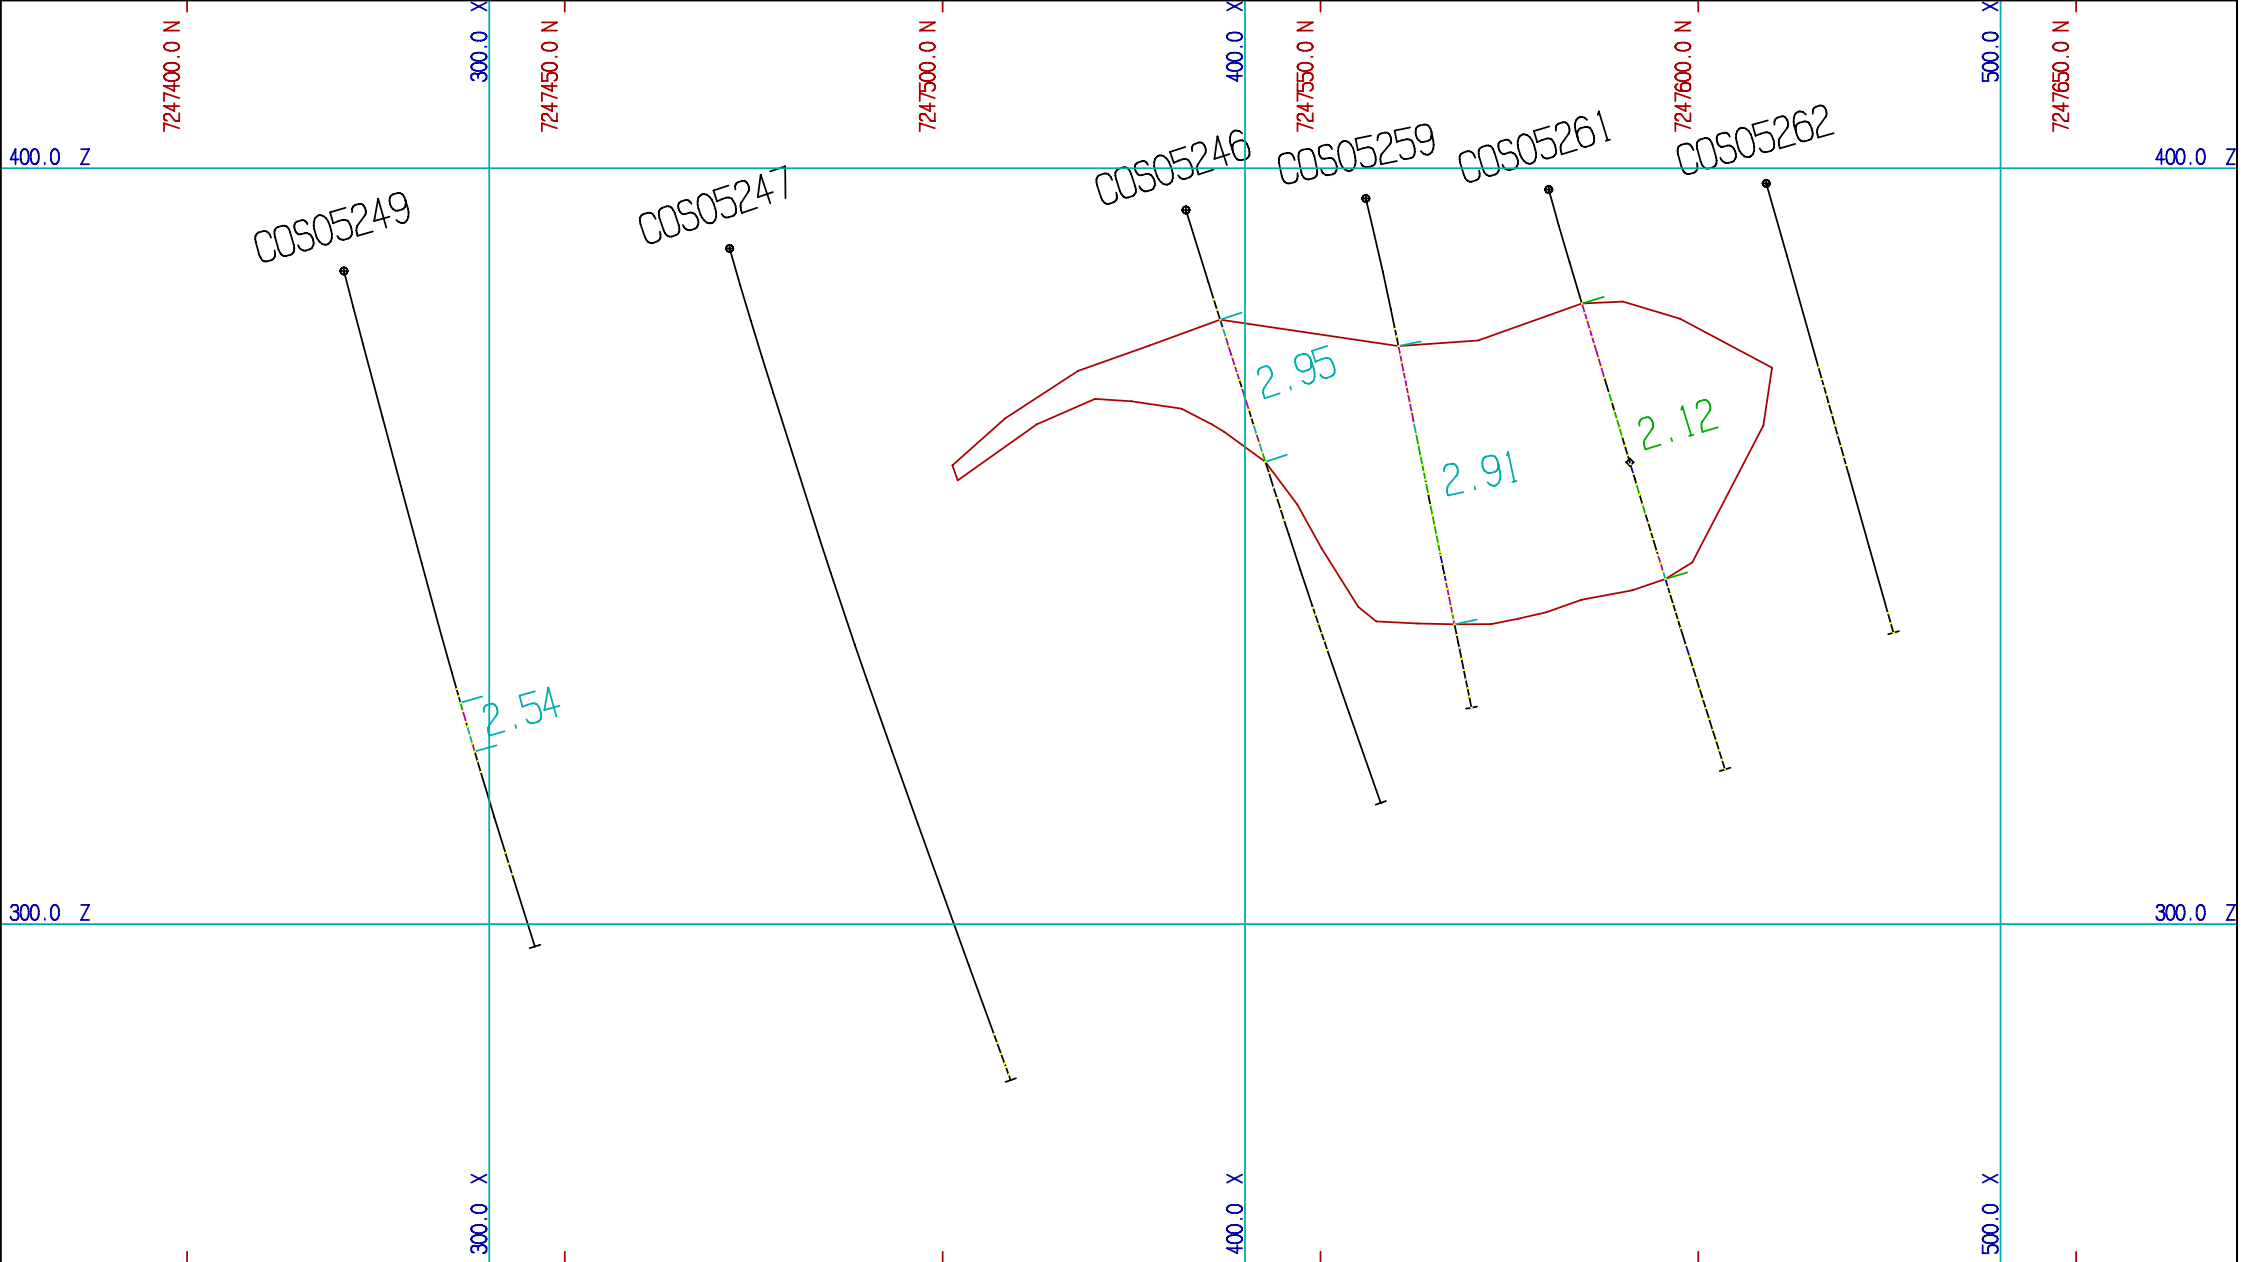 7247400.0 N
300.0 X
7247450.0 N
7247500.0 N
400.0 X
7247550.0 N
7247600.0 N
500.0 X
7247650.0 N
400.0 Z
400.0 Z
COS05249
COS05247
COS05246
COS05259
COS05261
COS05262
2.95
2.12
2.91
2.54
300.0 Z
300.0 Z
300.0 X
400.0 X
500.0 X